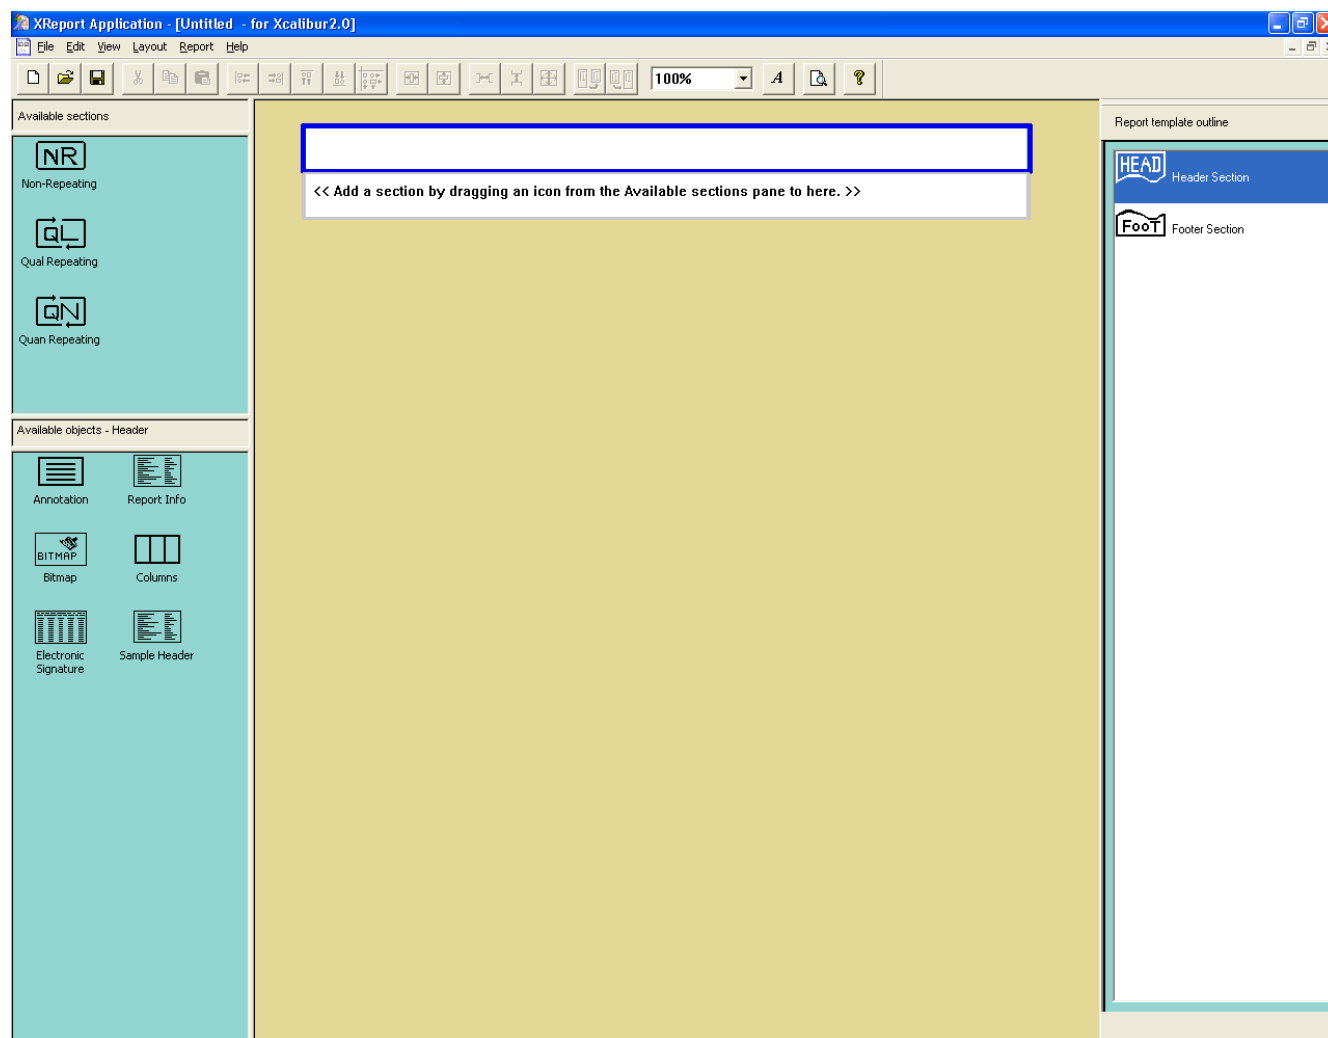 XReport Application - [Untitled - for Xcalibur2.0]
File Edit View Layout Report Help
100%
A
?
Available sections
NR
Non-Repeating
QL
Qual Repeating
QN
Quan Repeating
Available objects - Header
Annotation Report Info
BITMAP
Bitmap Columns
Electronic Sample Header
Signature
<< Add a section by dragging an icon from the Available sections pane to here. >>
Report template outline
HEAD Header Section
FooT Footer Section